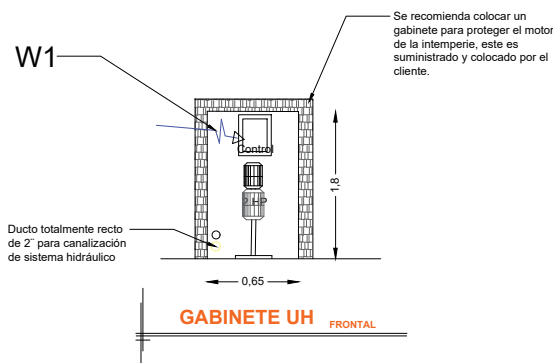 Se recomienda colocar un
gabinete para proteger el motor
de la intemperie, este es
suministrado y colocado por el
cliente.
W1
Control
2 HP
1,8
Ducto totalmente recto
de 2¨ para canalización
de sistema hidráulico
0,65
GABINETE UH FRONTAL